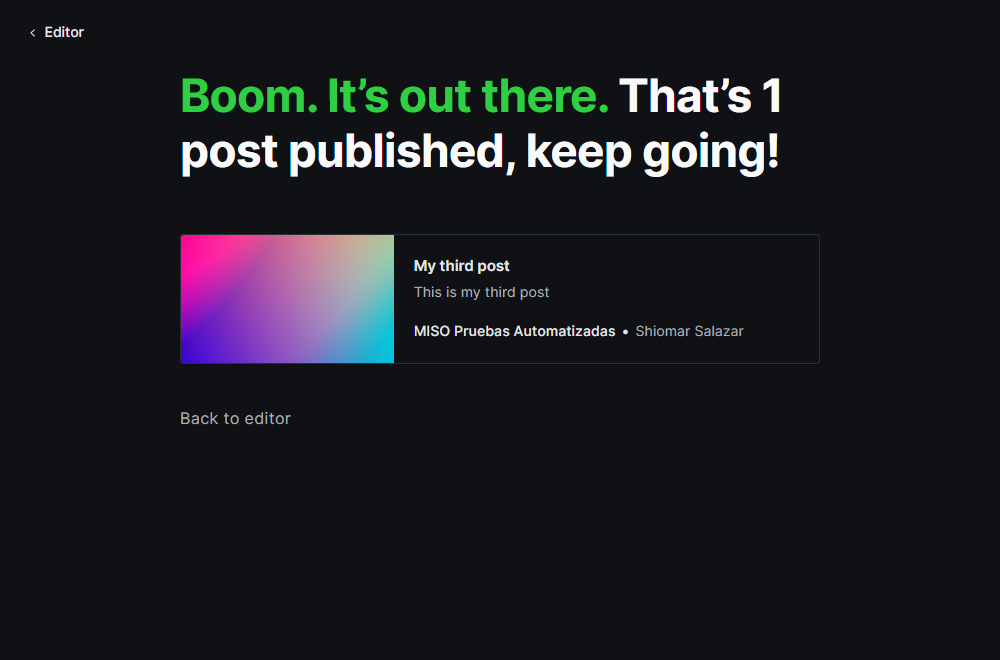 Editor
Boom. It’s out there. That’s 1
post published, keep going!
My third post
This is my third post
MISO Pruebas Automatizadas • Shiomar Salazar
Back to editor